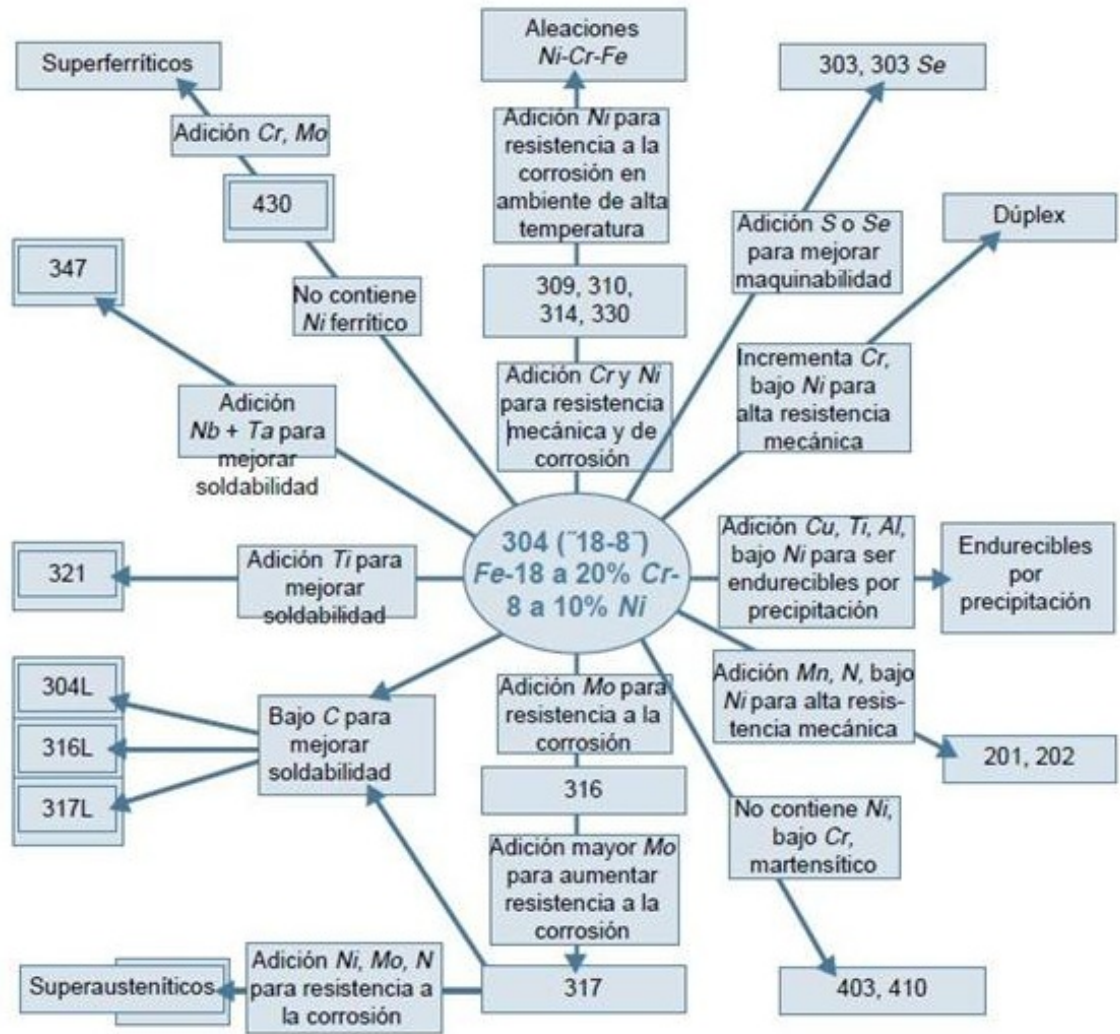 Aleaciones
Ni-Cr-Fe
Superferríticos
303, 303 Se
Adición Cr, Mo
Adición Ni para
resistencia a la
corrosión en
ambiente de alta
temperatura
430
Dúplex
Adición S o Se
para mejorar
maquinabilidad
347
No contiene
Ni ferrítico
309, 310,
314, 330
Incrementa Cr,
bajo Ni para
alta resistencia
mecánica
Adición Cr y Ni
para resistencia
mecánica y de
corrosión
Adición
Nb + Ta para
mejorar
soldabilidad
304 (¨18-8¨)
Fe-18 a 20% Cr-
8 a 10% Ni
Adición Cu, Ti, Al,
bajo Ni para ser
endurecibles por
precipitación
Endurecibles
por
precipitación
321
Adición Ti para
mejorar
soldabilidad
304L
316L
317L
Bajo C para
mejorar
soldabilidad
Adición Mo para
resistencia a la
corrosión
Adición Mn, N, bajo
Ni para alta resis-
tencia mecánica
201, 202
316
No contiene Ni,
bajo Cr,
martensítico
Adición mayor Mo
para aumentar
resistencia a la
corrosión
Superausteníticos
Adición Ni, Mo, N
para resistencia a
la corrosión
317
403, 410